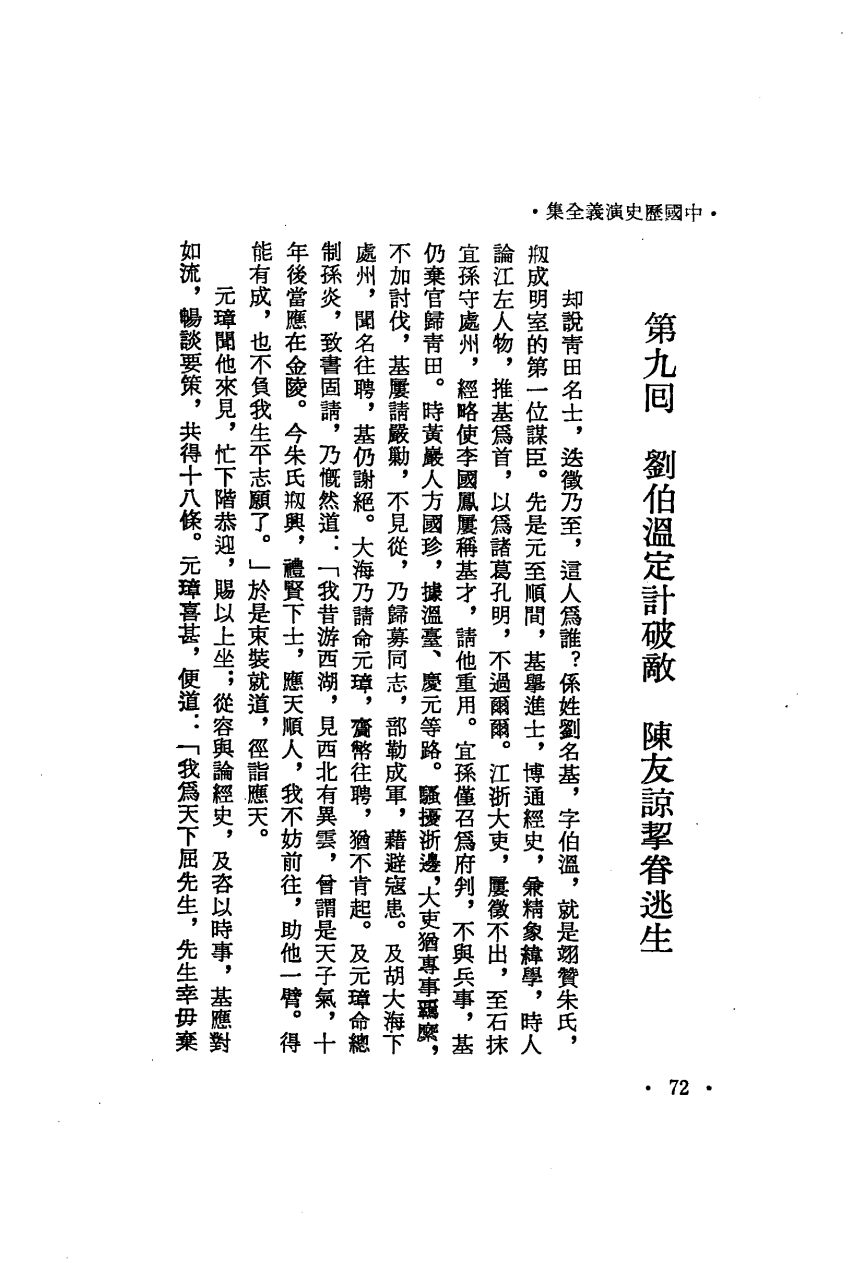 ·中國歷史演義全集·
第九回　劉伯溫定計破敵　陳友諒挈眷逃生
却說青田名士，迭徵乃至，這人爲誰？係姓劉名基，字伯溫，就是翊贊朱氏，
剏成明室的第一位謀臣。先是元至順間，基舉進士，博通經史，兼精象緯學，時人
論江左人物，推基爲首，以爲諸葛孔明，不過爾爾。江浙大吏，屢徵不出，至石抹
宜孫守處州，經略使李國鳳屢稱基才，請他重用。宜孫僅召爲府判，不與兵事，基
仍棄官歸青田。時黃巖人方國珍，據溫臺、慶元等路。騷擾浙邊，大吏猶專事羈縻，
不加討伐，基屢請嚴勦，不見從，乃歸募同志，部勒成軍，藉避寇患。及胡大海下
處州，聞名往聘，基仍謝絕。大海乃請命元璋，齎幣往聘，猶不肯起。及元璋命總
制孫炎，致書固請，乃慨然道：「我昔游西湖，見西北有異雲，曾謂是天子氣，十
年後當應在金陵。今朱氏剏興，禮賢下士，應天順人，我不妨前往，助他一臂。得
能有成，也不負我生平志願了。」於是束裝就道，徑詣應天。
元璋聞他來見，忙下階恭迎，賜以上坐；從容與論經史，及咨以時事，基應對
如流，暢談要策，共得十八條。元璋喜甚，便道：「我爲天下屈先生，先生幸毋棄
·72·